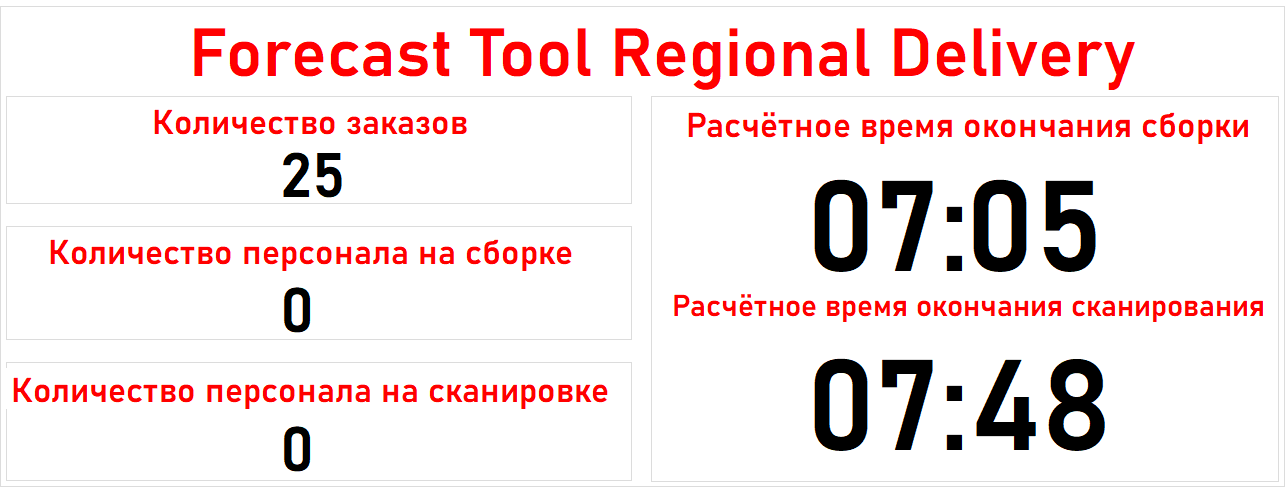 Forecast Tool Regional Delivery
Количество заказов
25
Количество персонала на сборке
0
Количество персонала на сканировке
0
Расчётное время окончания сборки
07:05
Расчётное время окончания сканирования
07:48